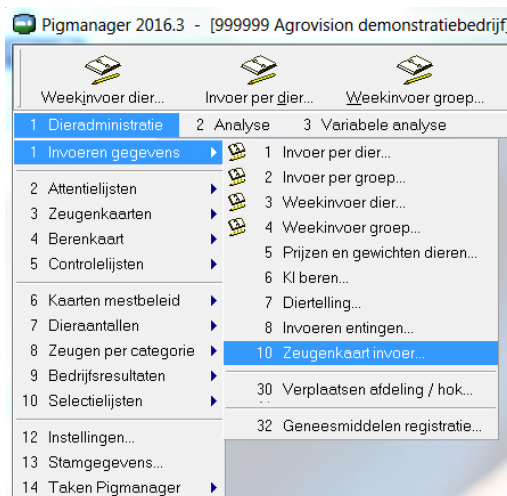 Pigmanager 2016.3 - [999999 Agrovision demonstratiebedrijf]
Weekinvoer dier... Invoer per dier... Weekinvoer groep...
1 Dieradministratie 2 Analyse 3 Variabele analyse
1 Invoeren gegevens
2 Attentielijsten
3 Zeugenkaarten
4 Berenkaart
5 Controlelijsten
6 Kaarten mestbeleid
7 Dieraantallen
8 Zeugen per categorie
9 Bedrijfsresultaten
10 Selectielijsten
12 Instellingen...
13 Stamgegevens...
14 Taken Pigmanager
1 Invoer per dier...
2 Invoer per groep...
3 Weekinvoer dier...
4 Weekinvoer groep...
5 Prijzen en gewichten dieren...
6 KI beren...
7 Diertelling...
8 Invoeren entingen...
10 Zeugenkaart invoer...
30 Verplaatsen afdeling / hok...
32 Geneesmiddelen registratie...